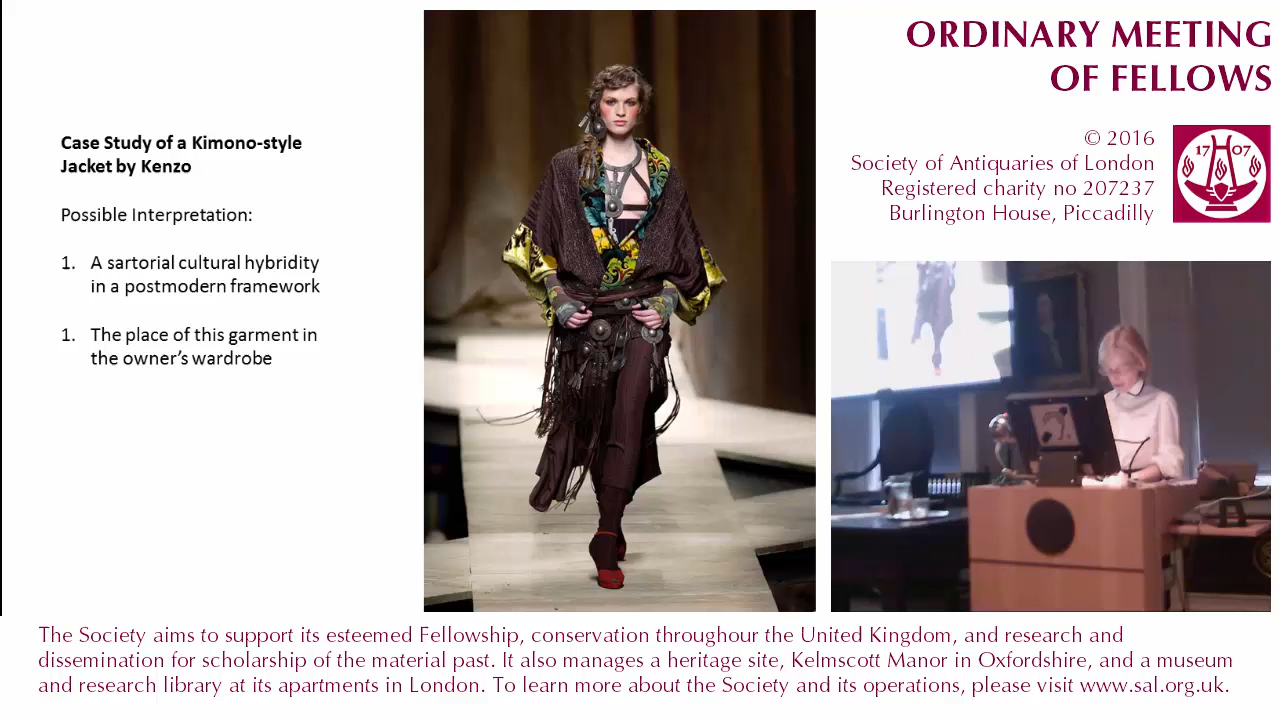 Case Study of a Kimono-style
Jacket by Kenzo
Possible Interpretation:
1. A sartorial cultural hybridity
in a postmodern framework
1. The place of this garment in
the owner's wardrobe
ORDINARY MEETING
OF FELLOWS
© 2016
Society of Antiquaries of London
Registered charity no 207237
Burlington House, Piccadilly
17 07
The Society aims to support its esteemed Fellowship, conservation throughour the United Kingdom, and research and
dissemination for scholarship of the material past. It also manages a heritage site, Kelmscott Manor in Oxfordshire, and a museum
and research library at its apartments in London. To learn more about the Society and its operations, please visit www.sal.org.uk.